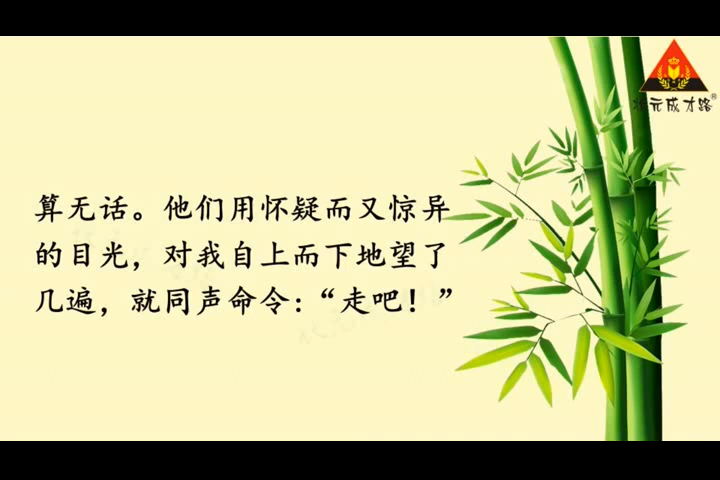 状元成才路®
算无话。他们用怀疑而又惊异
的目光，对我自上而下地望了
几遍，就同声命令:“走吧！”